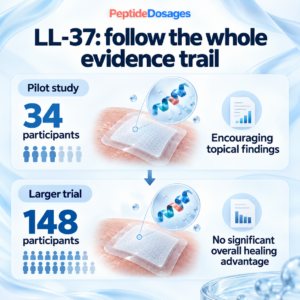 PeptideDosages
LL-37: follow the whole
evidence trail
Pilot study
34
participants
Encouraging
topical findings
Larger trial
148
participants
No significant
overall healing
advantage